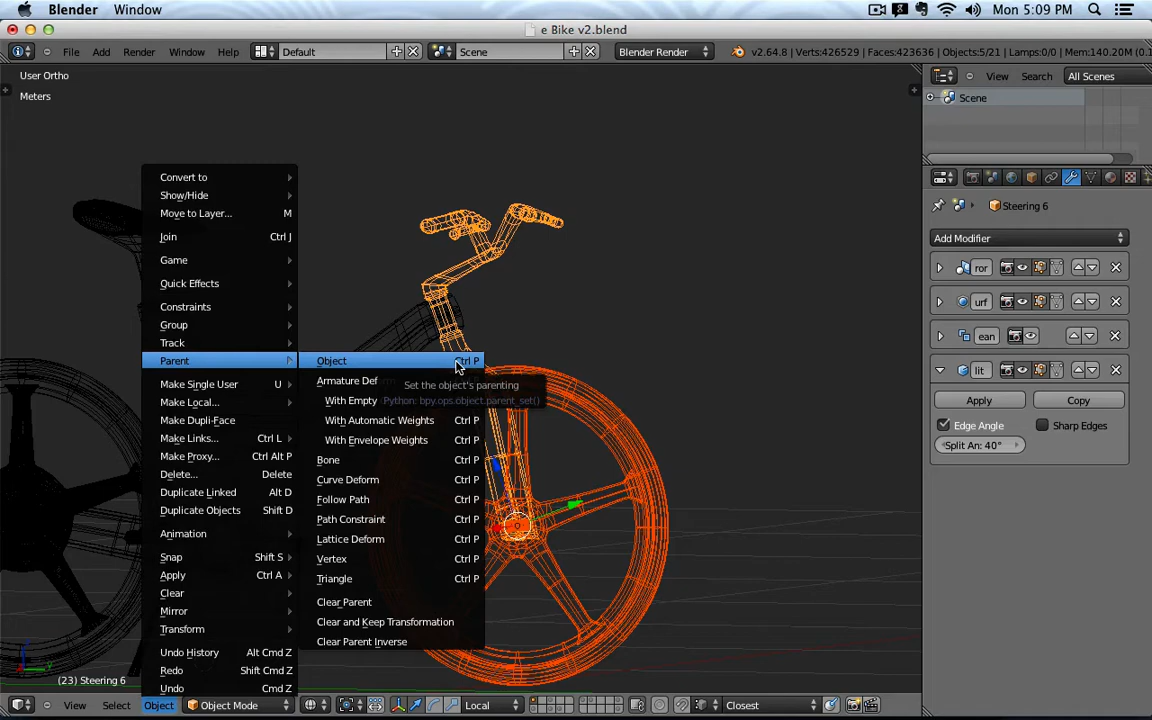 Blender Window Mon 5:09 PM
e Bike v2.blend
File Add Render Window Help Default Scene Blender Render v2.64.8 | Verts:426529 | Faces:423636 | Objects:5/21 | Lamps:0/0 | Mem:140.20M (0.1
User Ortho
Meters
View Search All Scenes
Scene
Steering 6
Add Modifier
ror
urf
ean
lit
Apply Copy
Edge Angle Sharp Edges
Split An: 40°
Convert to
Show/Hide
Move to Layer... M
Join Ctrl J
Game
Quick Effects
Constraints
Group
Track
Parent
Make Single User U
Make Local...
Make Dupli-Face
Make Links... Ctrl L
Make Proxy... Ctrl Alt P
Delete... Delete
Duplicate Linked Alt D
Duplicate Objects Shift D
Animation
Snap Shift S
Apply Ctrl A
Clear
Mirror
Transform
Undo History Alt Cmd Z
Redo Shift Cmd Z
Undo Cmd Z
Object Ctrl P
Armature Def
With Empty
With Automatic Weights Ctrl P
With Envelope Weights Ctrl P
Bone Ctrl P
Curve Deform Ctrl P
Follow Path Ctrl P
Path Constraint Ctrl P
Lattice Deform Ctrl P
Vertex Ctrl P
Triangle Ctrl P
Clear Parent
Clear and Keep Transformation
Clear Parent Inverse
Set the object's parenting
Python: bpy.ops.object.parent_set()
(23) Steering 6
View Select Object Object Mode Local Closest